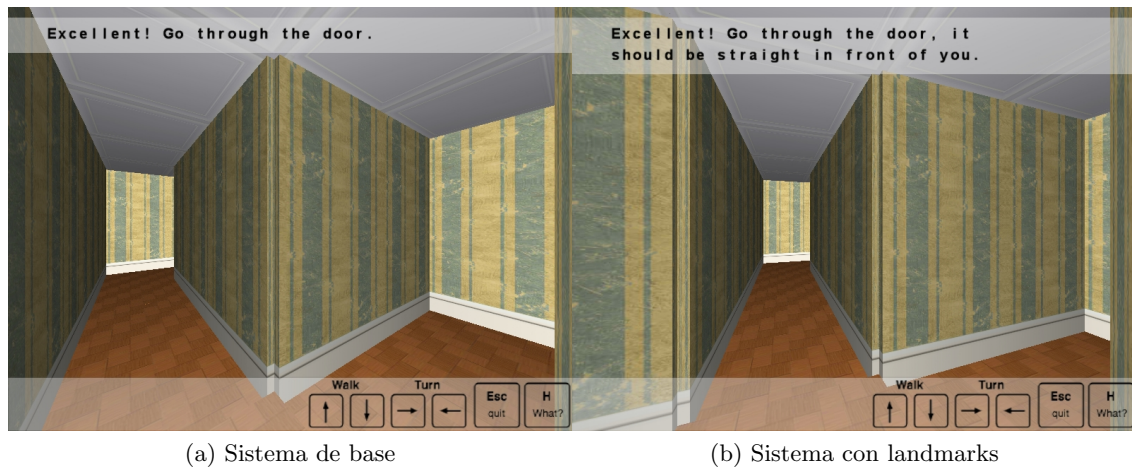 Excellent! Go through the door.
Excellent! Go through the door, it
should be straight in front of you.
Walk Turn
↑ ↓ → ← Esc quit H What?
Walk Turn
↑ ↓ → ← Esc quit H What?
(a) Sistema de base
(b) Sistema con landmarks